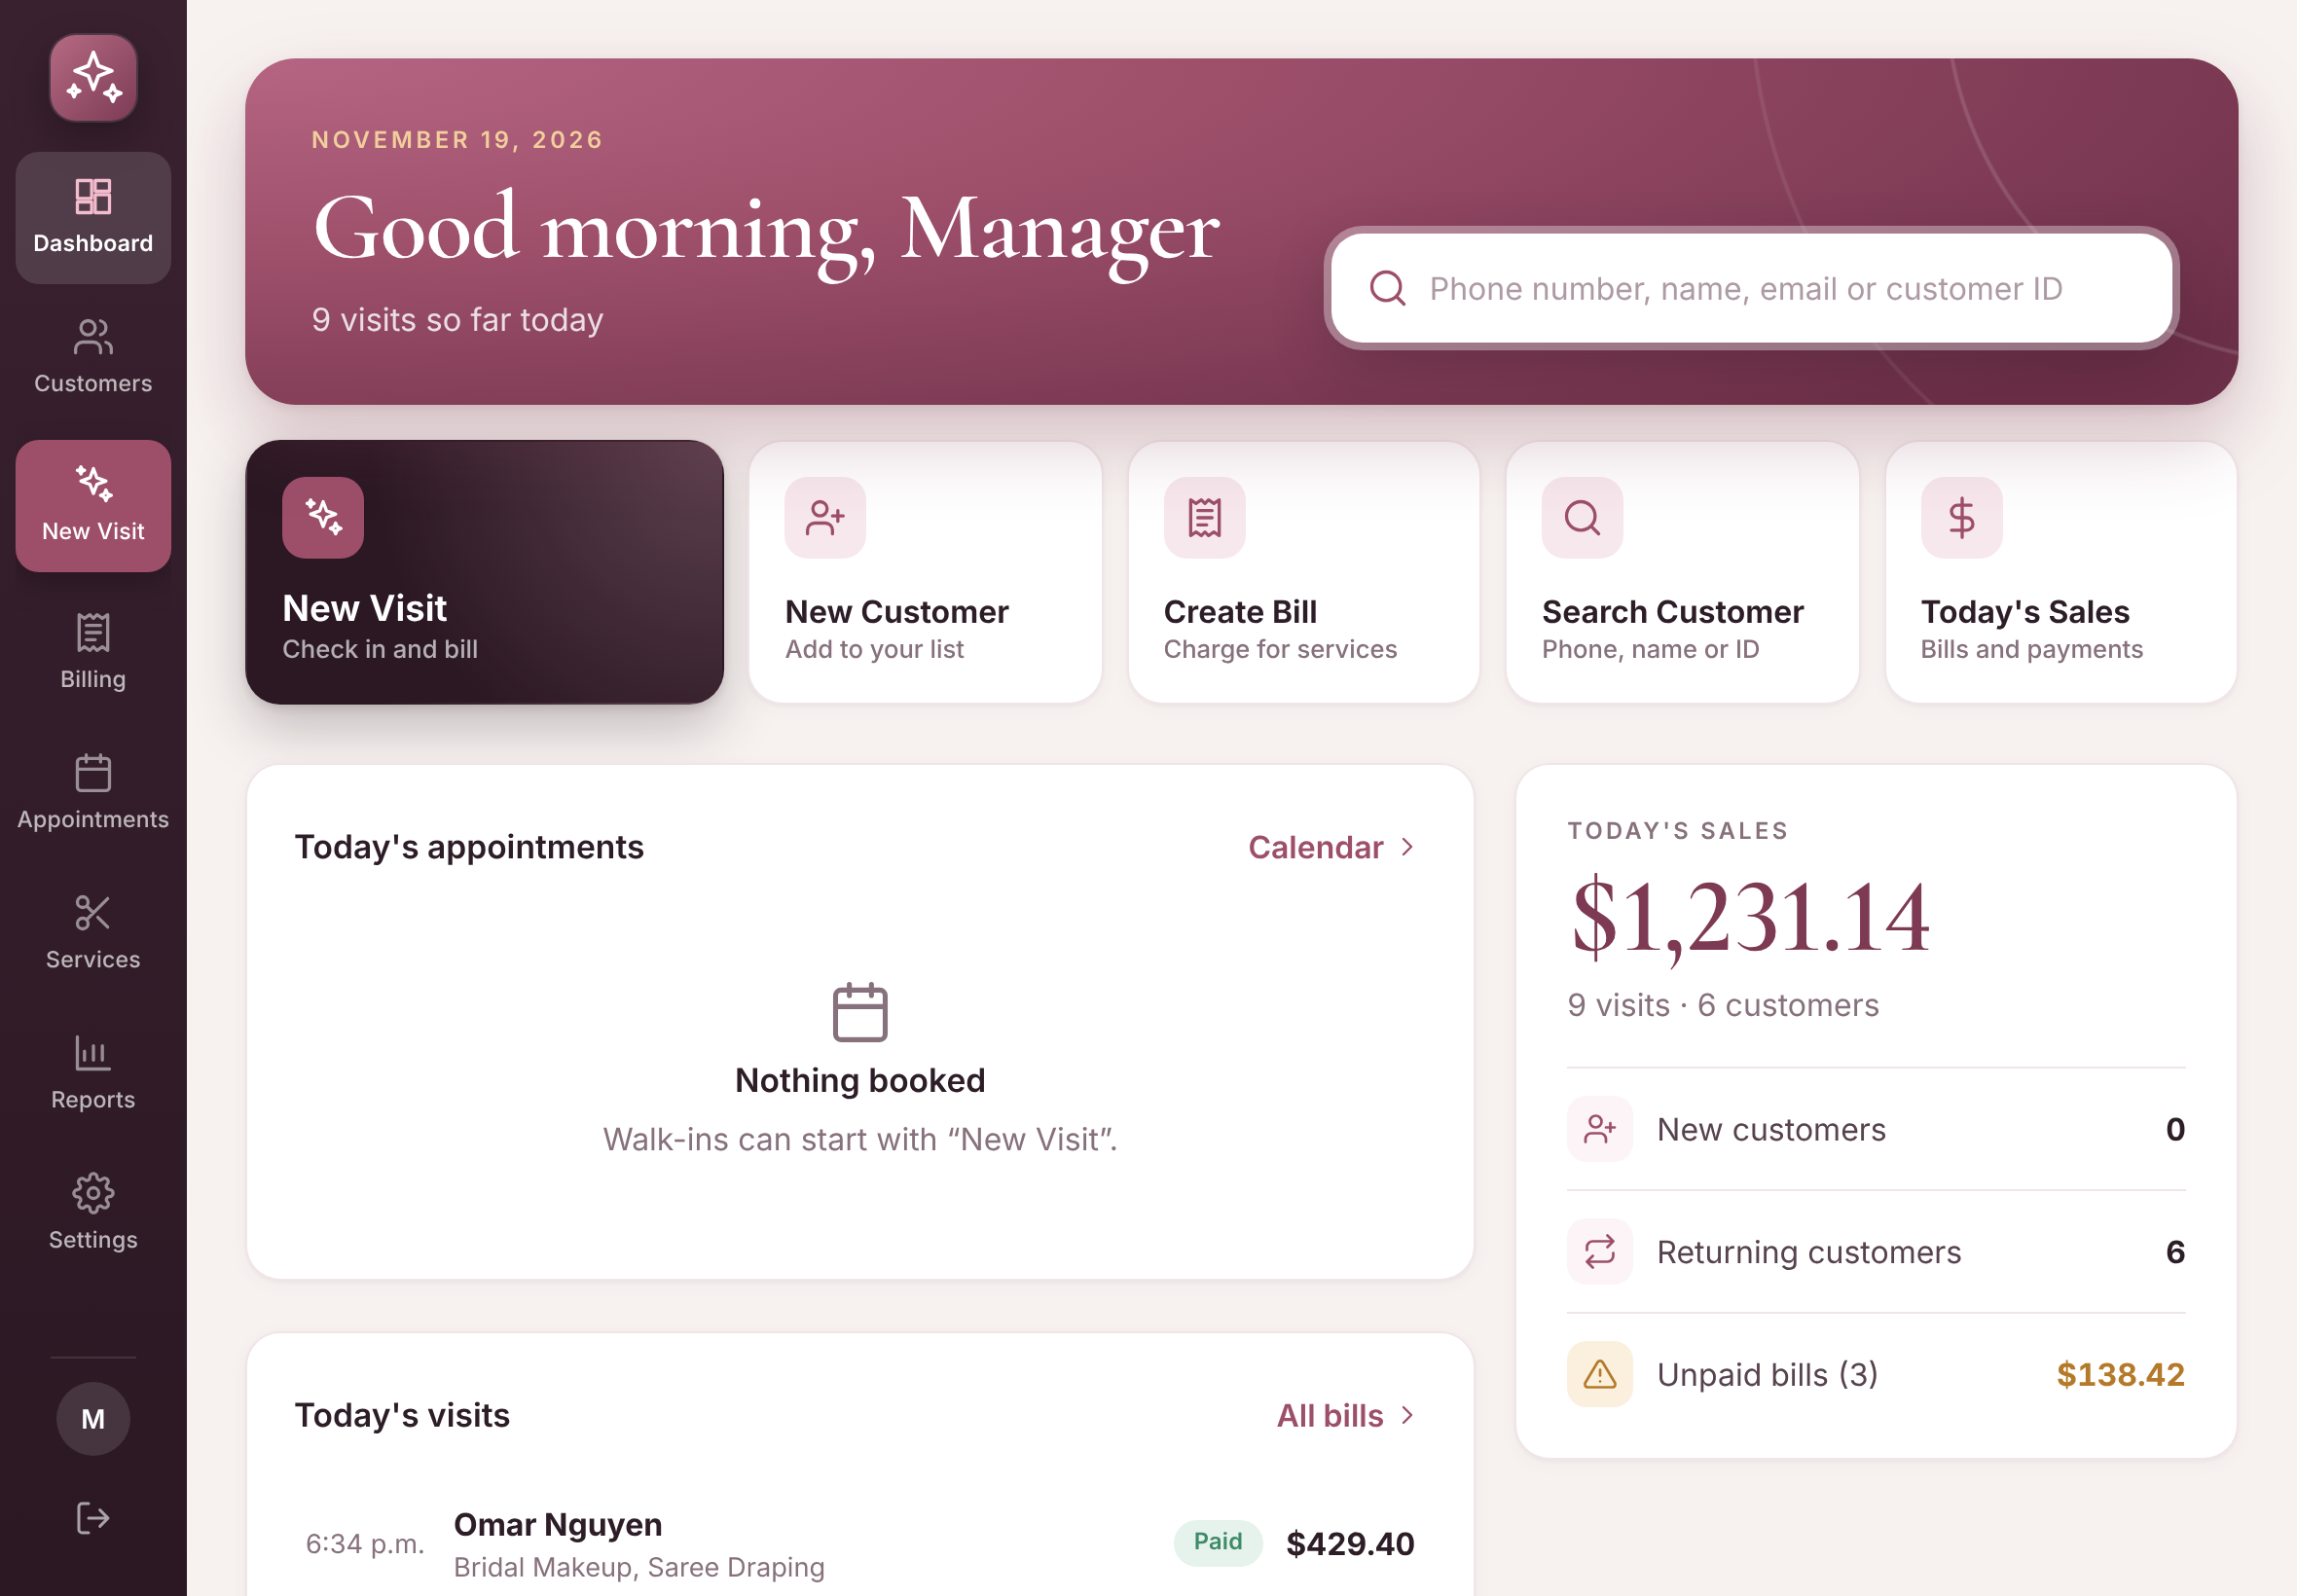 Dashboard
Customers
New Visit
Billing
Appointments
Services
Reports
Settings
M
NOVEMBER 19, 2026
Good morning, Manager
9 visits so far today
Phone number, name, email or customer ID
New Visit
Check in and bill
New Customer
Add to your list
Create Bill
Charge for services
Search Customer
Phone, name or ID
Today's Sales
Bills and payments
Today's appointments
Calendar
Nothing booked
Walk-ins can start with “New Visit”.
Today's visits
All bills
6:34 p.m.
Omar Nguyen
Bridal Makeup, Saree Draping
Paid
$429.40
TODAY'S SALES
$1,231.14
9 visits · 6 customers
New customers
0
Returning customers
6
Unpaid bills (3)
$138.42